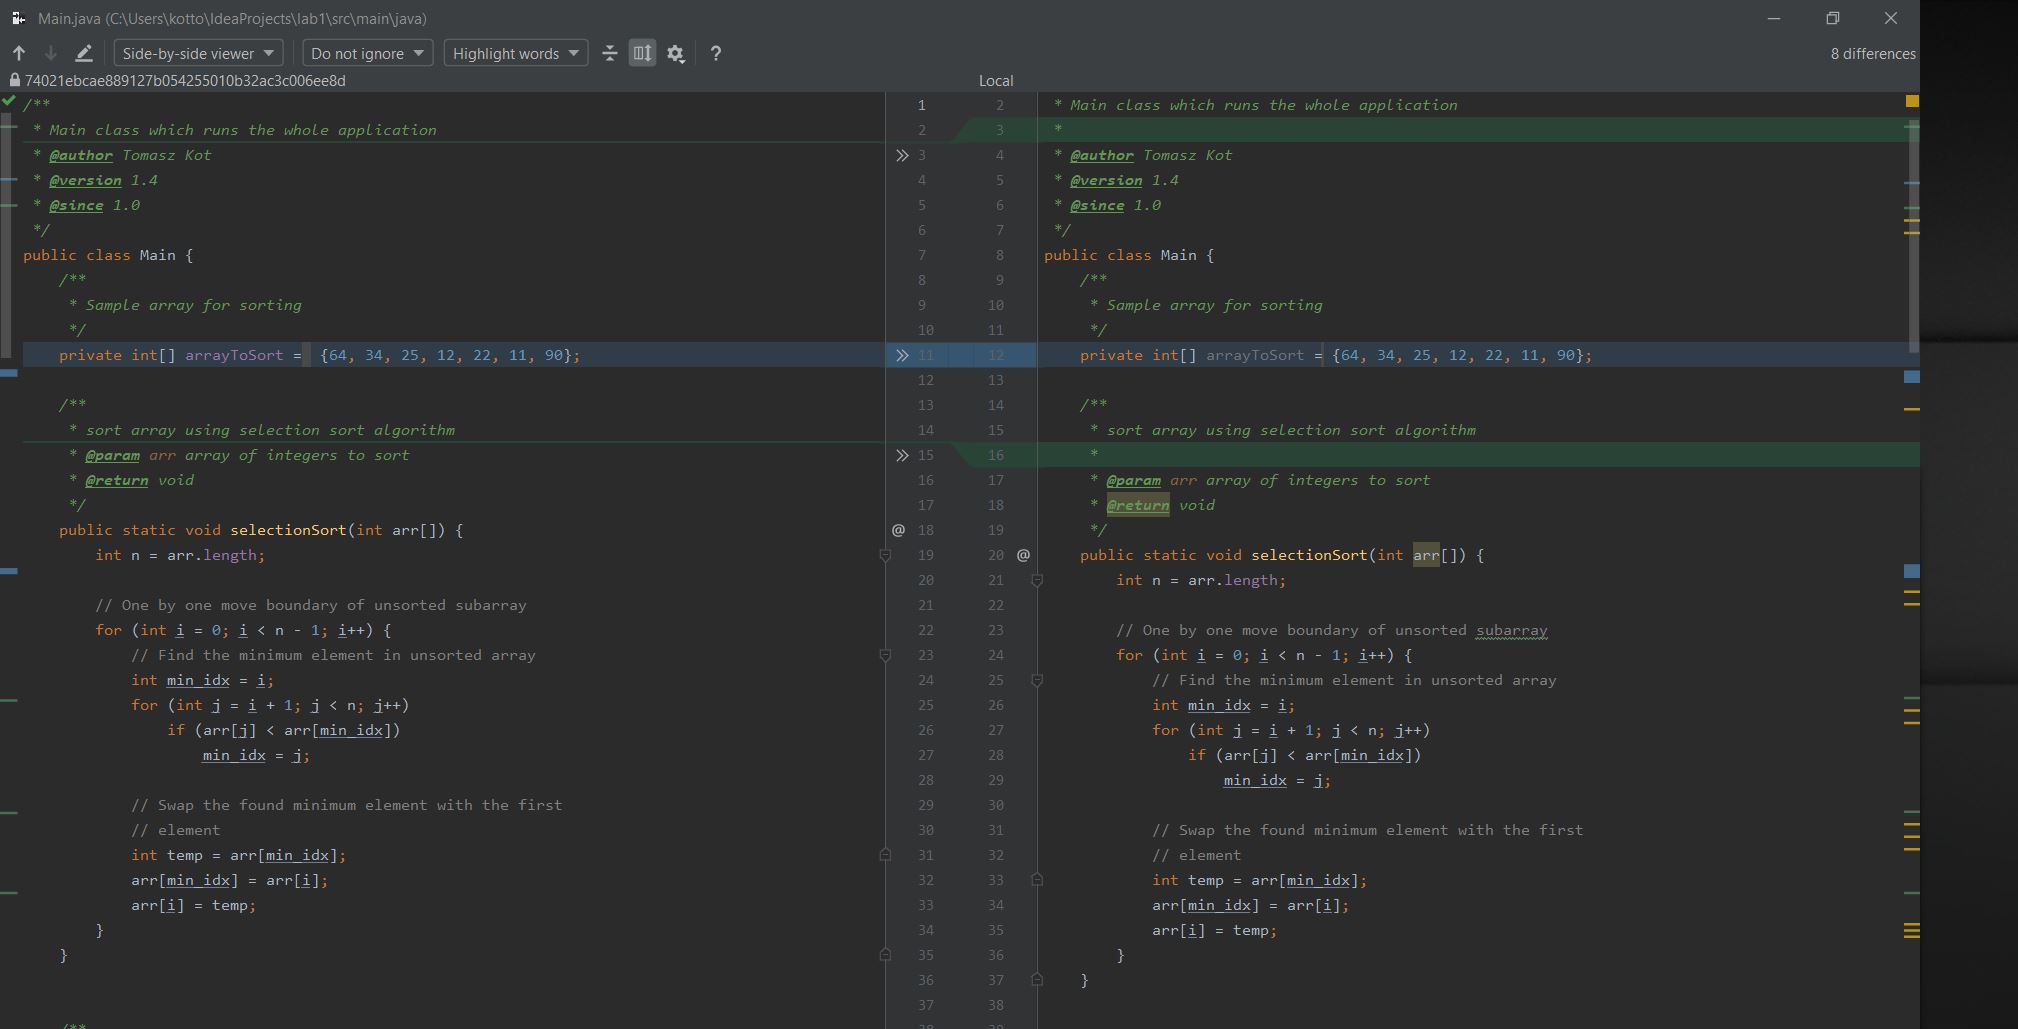 Main.java (C:\Users\kotto\IdeaProjects\lab1\src\main\java)
Side-by-side viewer Do not ignore Highlight words ? 8 differences
74021ebcae889127b054255010b32ac3c006ee8d
/**
 * Main class which runs the whole application
 * @author Tomasz Kot
 * @version 1.4
 * @since 1.0
 */
public class Main {
    /**
     * Sample array for sorting
     */
    private int[] arrayToSort =  {64, 34, 25, 12, 22, 11, 90};

    /**
     * sort array using selection sort algorithm
     * @param arr array of integers to sort
     * @return void
     */
    public static void selectionSort(int arr[]) {
        int n = arr.length;

        // One by one move boundary of unsorted subarray
        for (int i = 0; i < n - 1; i++) {
            // Find the minimum element in unsorted array
            int min_idx = i;
            for (int j = i + 1; j < n; j++)
                if (arr[j] < arr[min_idx])
                    min_idx = j;

            // Swap the found minimum element with the first
            // element
            int temp = arr[min_idx];
            arr[min_idx] = arr[i];
            arr[i] = temp;
        }
    }

    /**
1 2
2 3
>> 3 4
4 5
5 6
6 7
7 8
8 9
9 10
10 11
>> 11 12
12 13
13 14
14 15
>> 15 16
16 17
17 18
@ 18 19
19 20 @
20 21
21 22
22 23
23 24
24 25
25 26
26 27
27 28
28 29
29 30
30 31
31 32
32 33
33 34
34 35
35 36
36 37
37 38
Local
 * Main class which runs the whole application
 *
 * @author Tomasz Kot
 * @version 1.4
 * @since 1.0
 */
public class Main {
    /**
     * Sample array for sorting
     */
    private int[] arrayToSort = {64, 34, 25, 12, 22, 11, 90};

    /**
     * sort array using selection sort algorithm
     *
     * @param arr array of integers to sort
     * @return void
     */
    public static void selectionSort(int arr[]) {
        int n = arr.length;

        // One by one move boundary of unsorted subarray
        for (int i = 0; i < n - 1; i++) {
            // Find the minimum element in unsorted array
            int min_idx = i;
            for (int j = i + 1; j < n; j++)
                if (arr[j] < arr[min_idx])
                    min_idx = j;

            // Swap the found minimum element with the first
            // element
            int temp = arr[min_idx];
            arr[min_idx] = arr[i];
            arr[i] = temp;
        }
    }